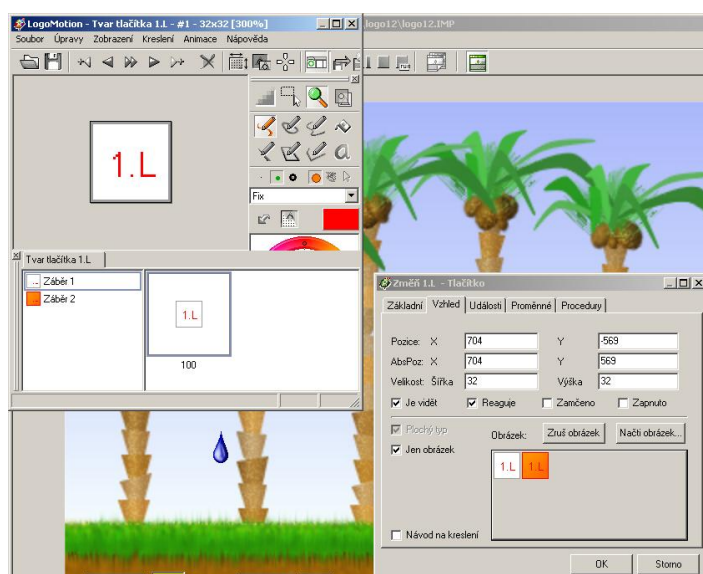 LogoMotion - Tvar tlačítka 1.L - #1 - 32x32 [300%]
logo12\logo12.IMP
Soubor Úpravy Zobrazení Kreslení Animace Nápověda
1.L
Fix
Tvar tlačítka 1.L
Záběr 1
Záběr 2
1.L
100
Změň 1.L - Tlačítko
Základní Vzhled Události Proměnné Procedury
Pozice: X 704 Y -569
AbsPoz: X 704 Y 569
Velikost: Šířka 32 Výška 32
Je vidět Reaguje Zamčeno Zapnuto
Plochý typ
Obrázek: Zruš obrázek Načti obrázek...
Jen obrázek
1.L 1.L
Návod na kreslení
OK Storno